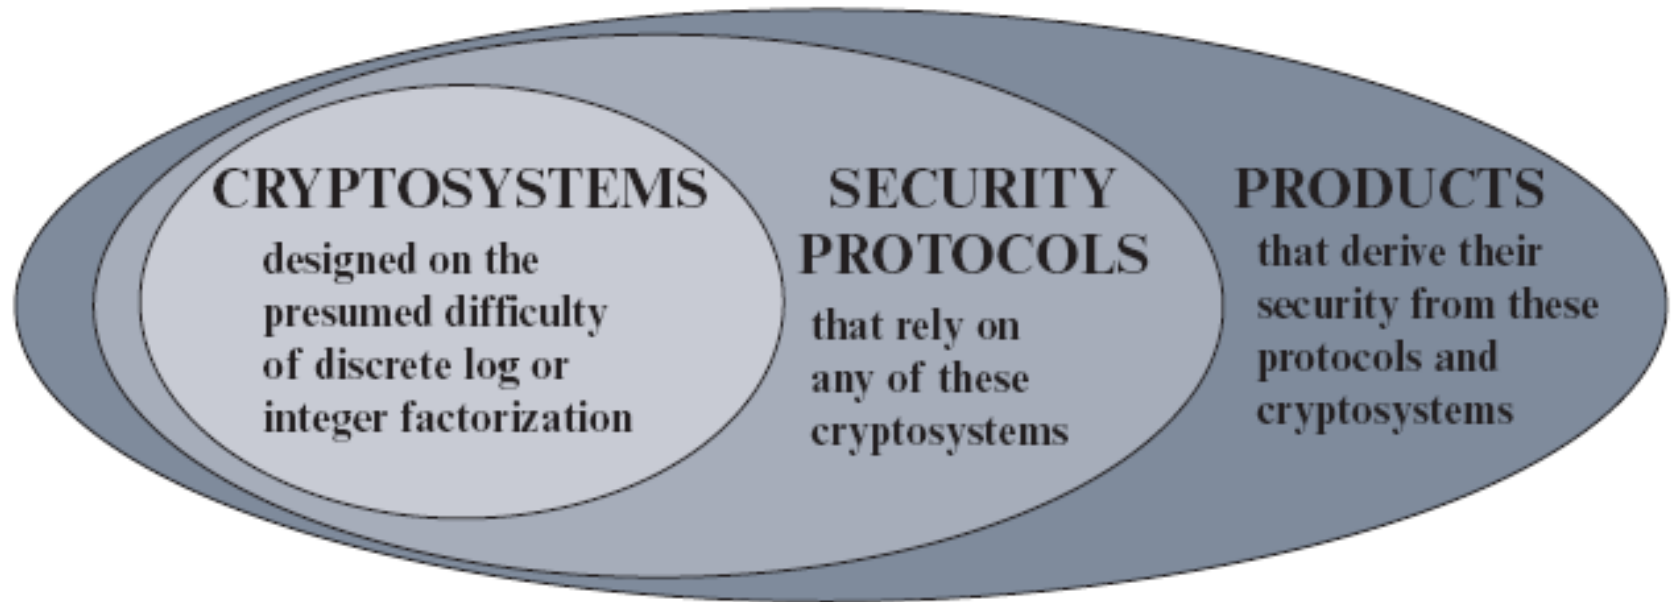 CRYPTOSYSTEMS
designed on the
presumed difficulty
of discrete log or
integer factorization
SECURITY
PROTOCOLS
that rely on
any of these
cryptosystems
PRODUCTS
that derive their
security from these
protocols and
cryptosystems